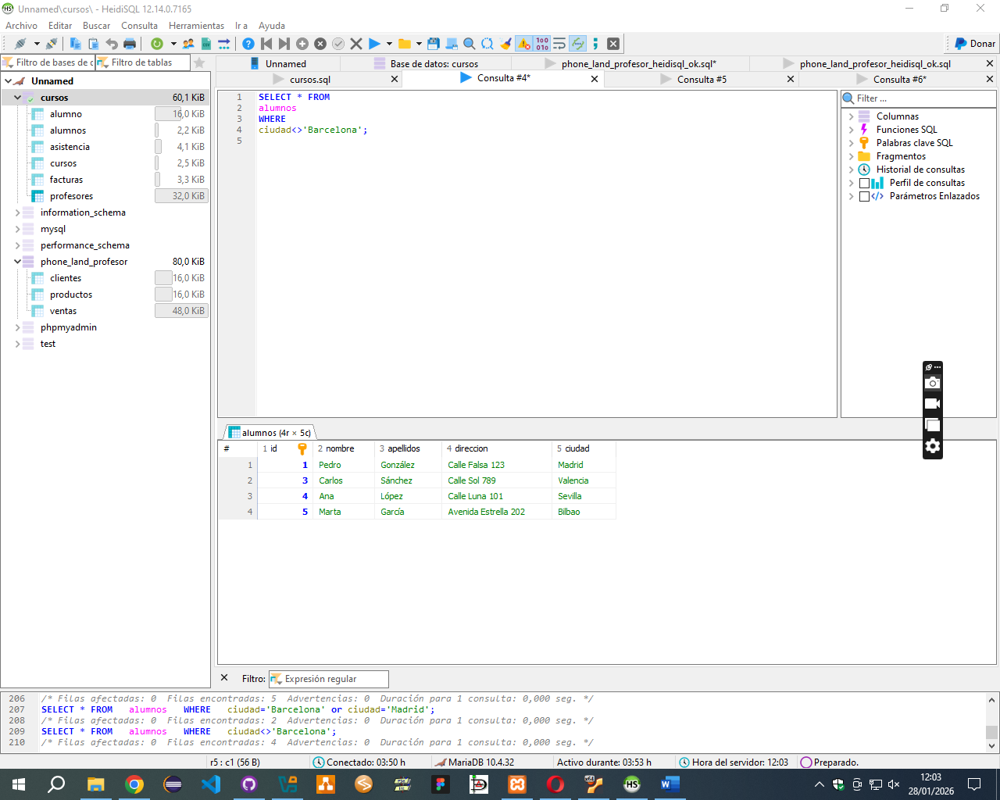 Unnamed\cursos\ - HeidiSQL 12.14.0.7165
Archivo Editar Buscar Consulta Herramientas Ir a Ayuda
Donar
Filtro de bases de d Filtro de tablas
Unnamed Base de datos: cursos phone_land_profesor_heidisql_ok.sql* phone_land_profesor_heidisql_ok.sql
cursos.sql Consulta #4* Consulta #5 Consulta #6*
Unnamed
cursos 60,1 KiB
alumno 16,0 KiB
alumnos 2,2 KiB
asistencia 4,1 KiB
cursos 2,5 KiB
facturas 3,3 KiB
profesores 32,0 KiB
information_schema
mysql
performance_schema
phone_land_profesor 80,0 KiB
clientes 16,0 KiB
productos 16,0 KiB
ventas 48,0 KiB
phpmyadmin
test
1 SELECT * FROM
2 alumnos
3 WHERE
4 ciudad<>'Barcelona';
5
Filter ...
Columnas
Funciones SQL
Palabras clave SQL
Fragmentos
Historial de consultas
Perfil de consultas
Parámetros Enlazados
alumnos (4r × 5c)
# 1 id 2 nombre 3 apellidos 4 direccion 5 ciudad
1 1 Pedro González Calle Falsa 123 Madrid
2 3 Carlos Sánchez Calle Sol 789 Valencia
3 4 Ana López Calle Luna 101 Sevilla
4 5 Marta García Avenida Estrella 202 Bilbao
Filtro: Expresión regular
206 /* Filas afectadas: 0 Filas encontradas: 5 Advertencias: 0 Duración para 1 consulta: 0,000 seg. */
207 SELECT * FROM alumnos WHERE ciudad='Barcelona' or ciudad='Madrid';
208 /* Filas afectadas: 0 Filas encontradas: 2 Advertencias: 0 Duración para 1 consulta: 0,000 seg. */
209 SELECT * FROM alumnos WHERE ciudad<>'Barcelona';
210 /* Filas afectadas: 0 Filas encontradas: 4 Advertencias: 0 Duración para 1 consulta: 0,000 seg. */
r5 : c1 (56 B) Conectado: 03:50 h MariaDB 10.4.32 Activo durante: 03:53 h Hora del servidor: 12:03 Preparado.
12:03
28/01/2026